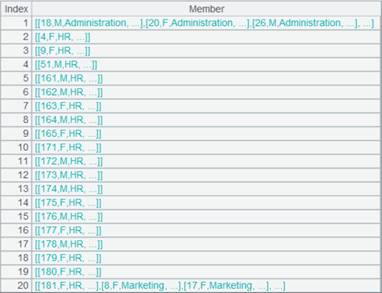 Index Member
1 [[18,M,Administration, ...],[20,F,Administration, ...],[26,M,Administration, ...], ...]
2 [[4,F,HR, ...]]
3 [[9,F,HR, ...]]
4 [[51,M,HR, ...]]
5 [[161,M,HR, ...]]
6 [[162,M,HR, ...]]
7 [[163,F,HR, ...]]
8 [[164,M,HR, ...]]
9 [[165,F,HR, ...]]
10 [[171,F,HR, ...]]
11 [[172,M,HR, ...]]
12 [[173,M,HR, ...]]
13 [[174,M,HR, ...]]
14 [[175,F,HR, ...]]
15 [[176,M,HR, ...]]
16 [[177,F,HR, ...]]
17 [[178,M,HR, ...]]
18 [[179,F,HR, ...]]
19 [[180,F,HR, ...]]
20 [[181,F,HR, ...],[8,F,Marketing, ...],[17,F,Marketing, ...], ...]